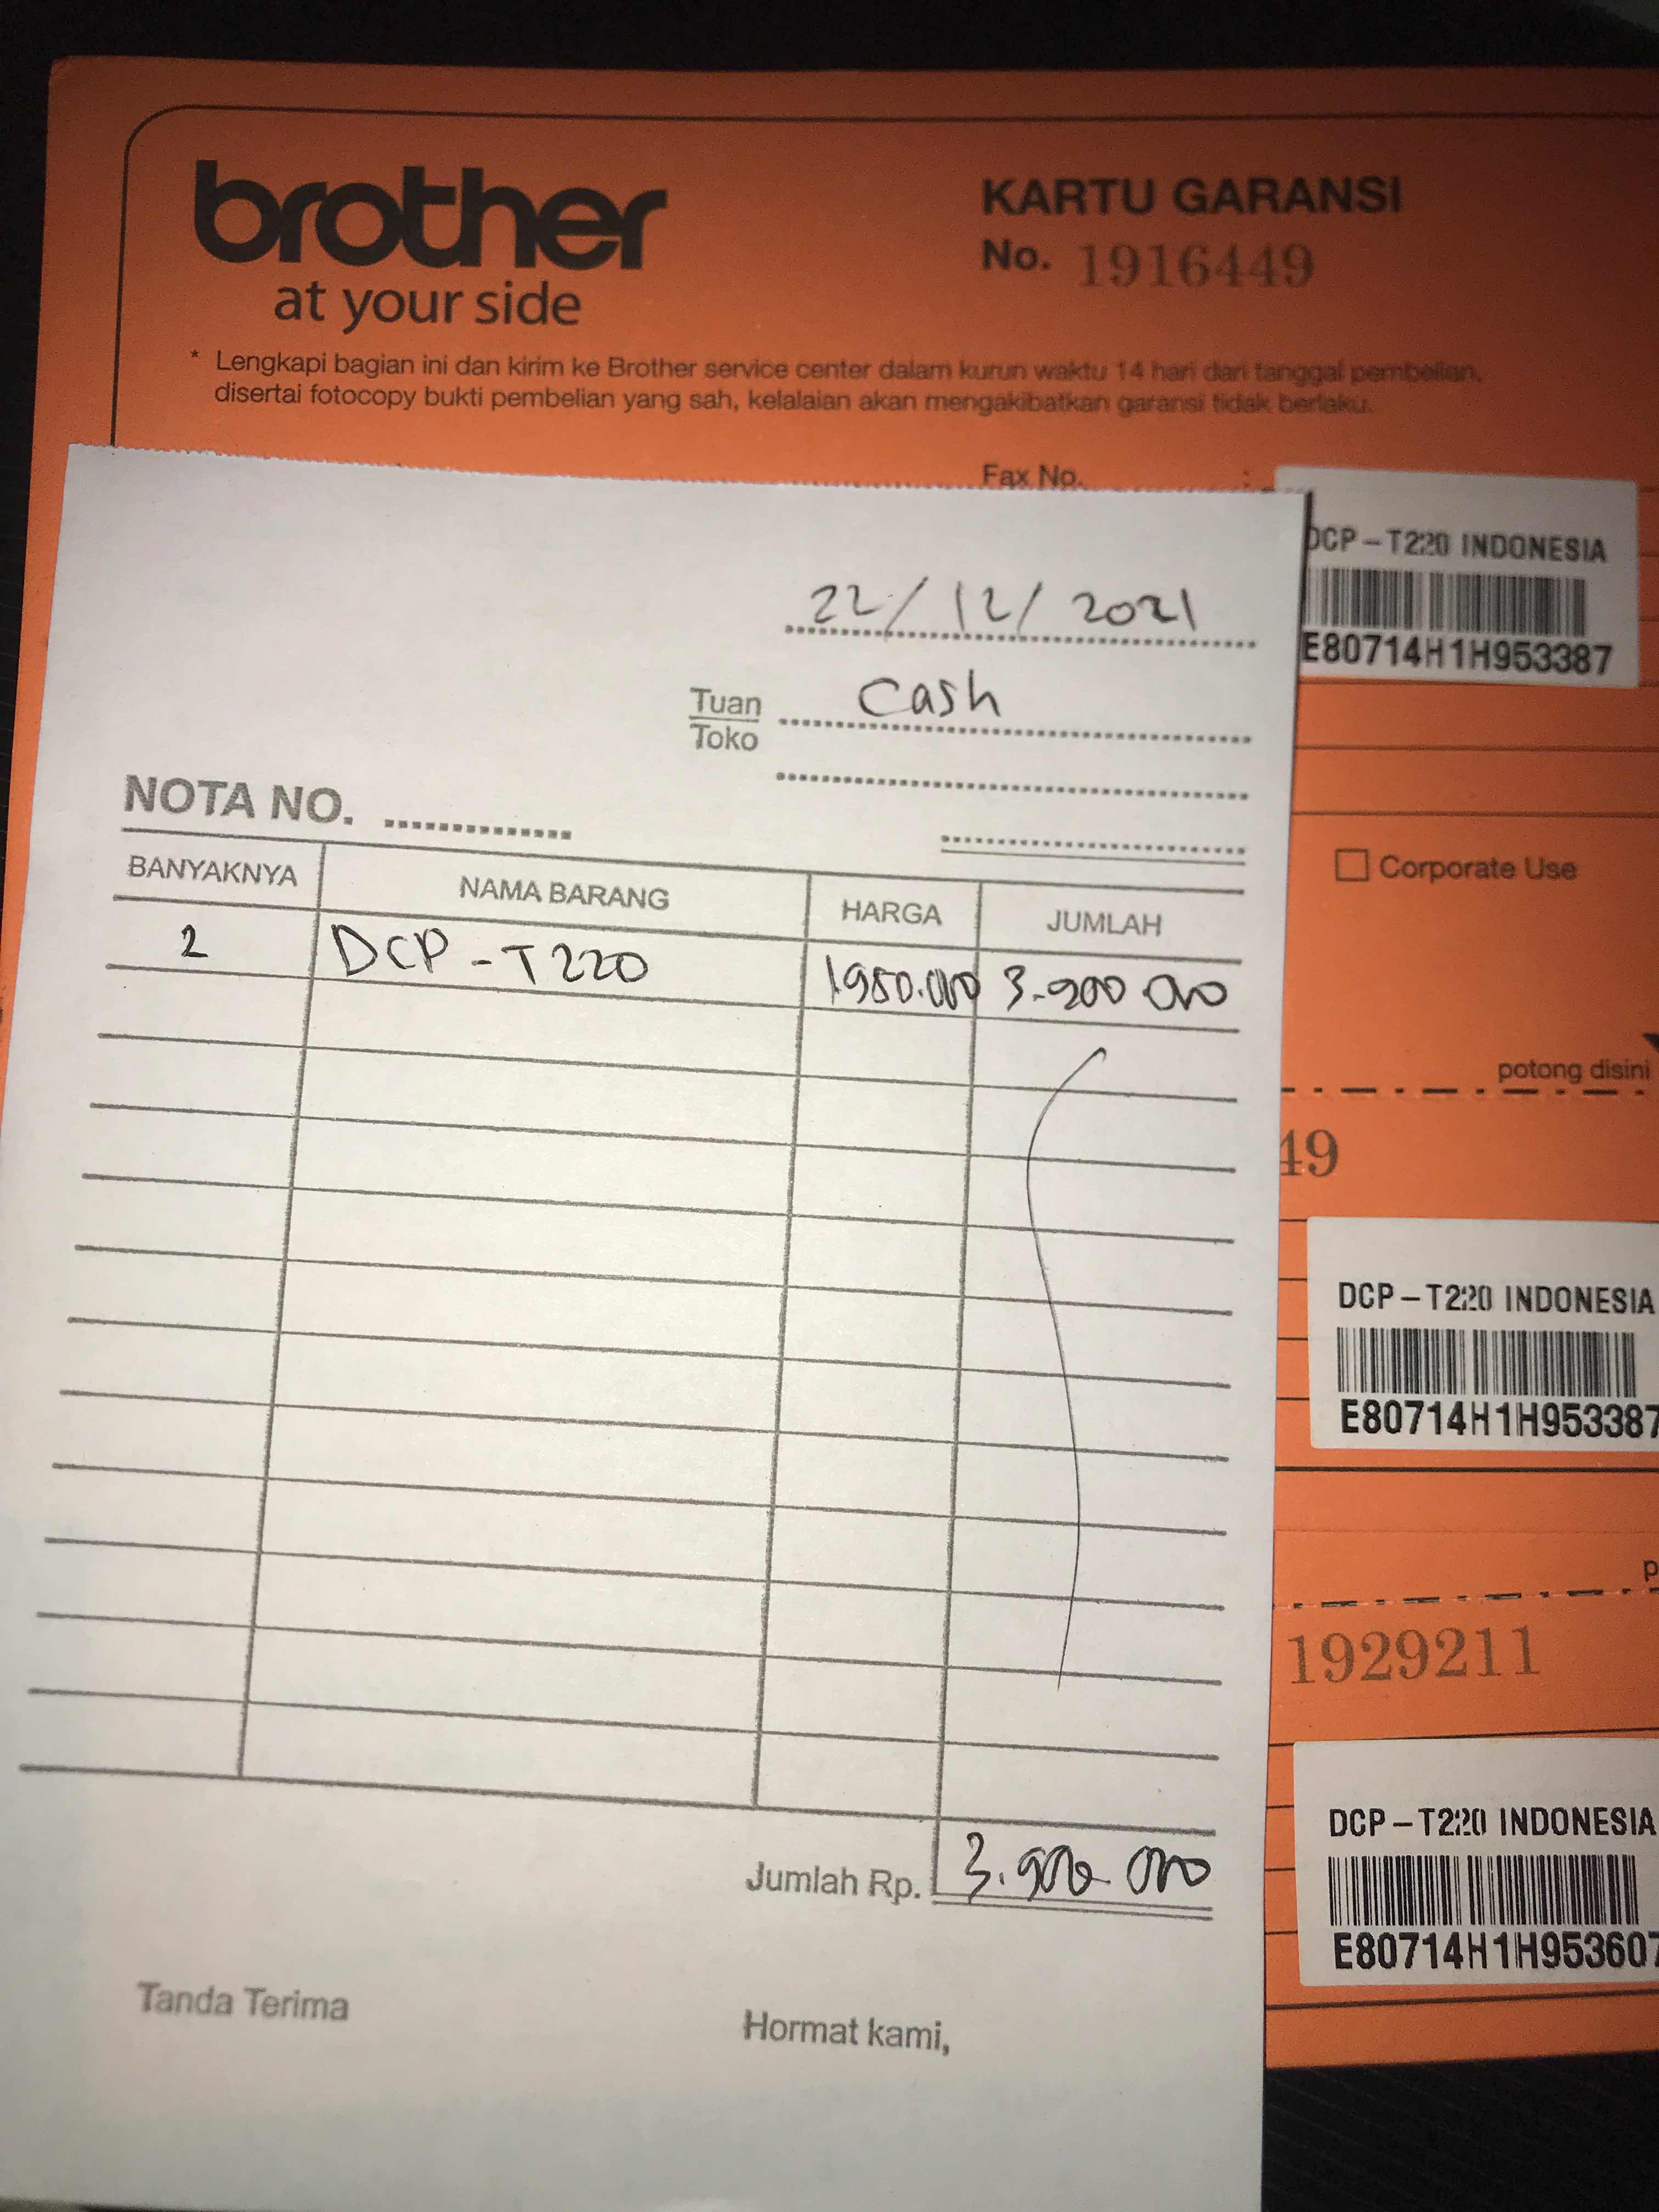 brother
at your side
KARTU GARANSI
No. 1916449
* Lengkapi bagian ini dan kirim ke Brother service center dalam kurun waktu 14 hari dari tanggal pembelian,
disertai fotocopy bukti pembelian yang sah, kelalaian akan mengakibatkan garansi tidak berlaku.
Fax No. :
DCP-T220 INDONESIA
E80714H1H953387
22/12/2021
Tuan
Toko
Cash
NOTA NO.
BANYAKNYA NAMA BARANG HARGA JUMLAH
2 DCP-T220 1950.000 3.900 000
Corporate Use
potong disini
49
DCP-T220 INDONESIA
E80714H1H953387
1929211
DCP-T220 INDONESIA
E80714H1H953607
Jumlah Rp. 3.900.000
Tanda Terima
Hormat kami,